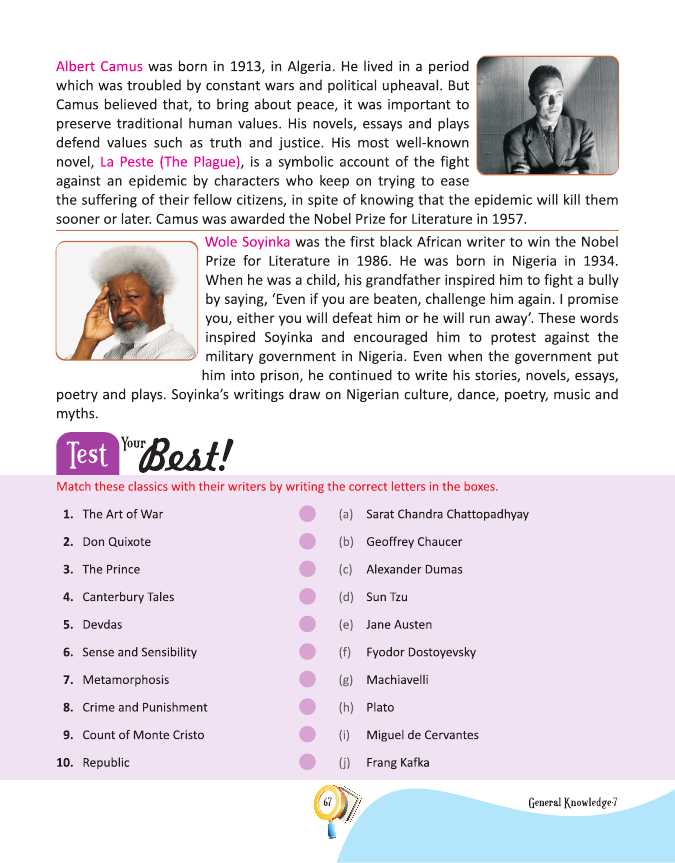 Albert Camus was born in 1913, in Algeria. He lived in a period
which was troubled by constant wars and political upheaval. But
Camus believed that, to bring about peace, it was important to
preserve traditional human values. His novels, essays and plays
defend values such as truth and justice. His most well-known
novel, La Peste (The Plague), is a symbolic account of the fight
against an epidemic by characters who keep on trying to ease
the suffering of their fellow citizens, in spite of knowing that the epidemic will kill them
sooner or later. Camus was awarded the Nobel Prize for Literature in 1957.
Wole Soyinka was the first black African writer to win the Nobel
Prize for Literature in 1986. He was born in Nigeria in 1934.
When he was a child, his grandfather inspired him to fight a bully
by saying, ‘Even if you are beaten, challenge him again. I promise
you, either you will defeat him or he will run away’. These words
inspired Soyinka and encouraged him to protest against the
military government in Nigeria. Even when the government put
him into prison, he continued to write his stories, novels, essays,
poetry and plays. Soyinka’s writings draw on Nigerian culture, dance, poetry, music and
myths.
Test Your Best!
Match these classics with their writers by writing the correct letters in the boxes.
1. The Art of War (a) Sarat Chandra Chattopadhyay
2. Don Quixote (b) Geoffrey Chaucer
3. The Prince (c) Alexander Dumas
4. Canterbury Tales (d) Sun Tzu
5. Devdas (e) Jane Austen
6. Sense and Sensibility (f) Fyodor Dostoyevsky
7. Metamorphosis (g) Machiavelli
8. Crime and Punishment (h) Plato
9. Count of Monte Cristo (i) Miguel de Cervantes
10. Republic (j) Frang Kafka
67
General Knowledge-7